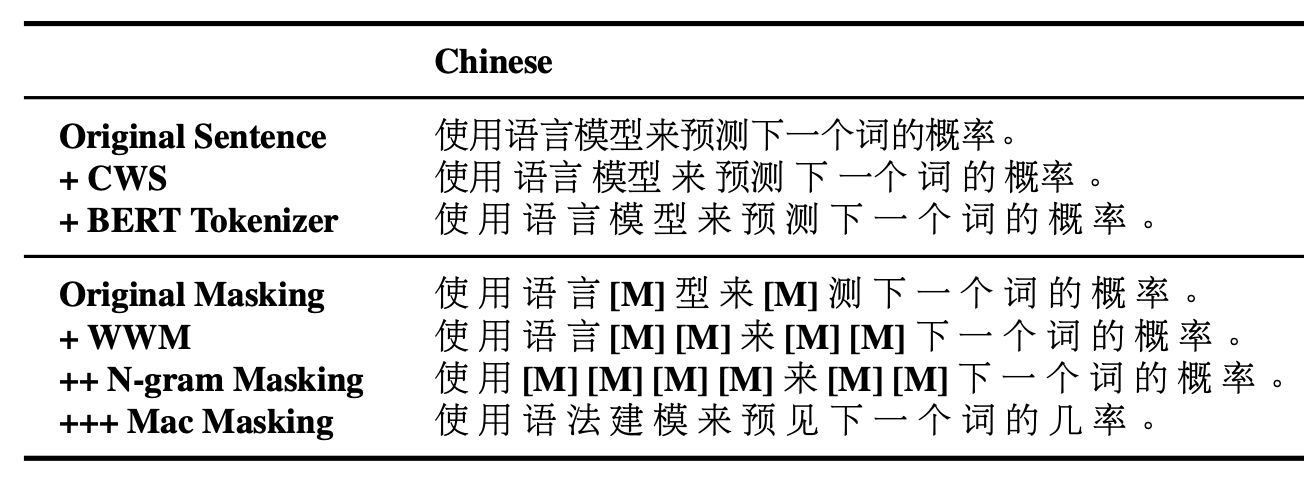 Chinese
Original Sentence 使用语言模型来预测下一个词的概率。
+ CWS 使用 语言 模型 来 预测 下 一个 词 的 概率 。
+ BERT Tokenizer 使 用 语 言 模 型 来 预 测 下 一 个 词 的 概 率 。
Original Masking 使 用 语 言 [M] 型 来 [M] 测 下 一 个 词 的 概 率 。
+ WWM 使 用 语 言 [M] [M] 来 [M] [M] 下 一 个 词 的 概 率 。
++ N-gram Masking 使 用 [M] [M] [M] [M] 来 [M] [M] 下 一 个 词 的 概 率 。
+++ Mac Masking 使 用 语 法 建 模 来 预 见 下 一 个 词 的 几 率 。